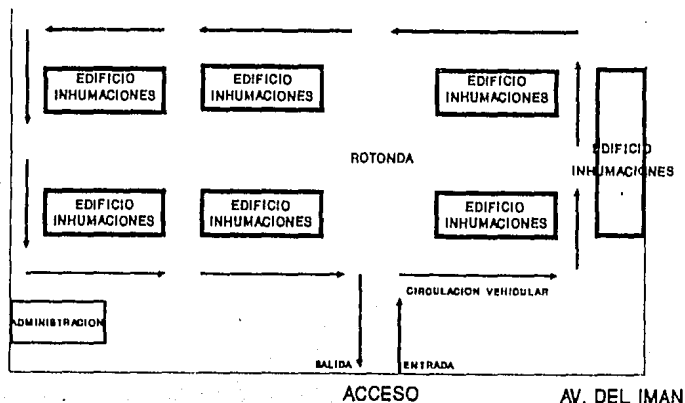 EDIFICIO
INHUMACIONES
EDIFICIO
INHUMACIONES
EDIFICIO
INHUMACIONES
EDIFICIO
INHUMACIONES
ROTONDA
EDIFICIO
INHUMACIONES
EDIFICIO
INHUMACIONES
EDIFICIO
INHUMACIONES
CIRCULACION VEHICULAR
ADMINISTRACION
SALIDA
ENTRADA
ACCESO
AV. DEL IMAN